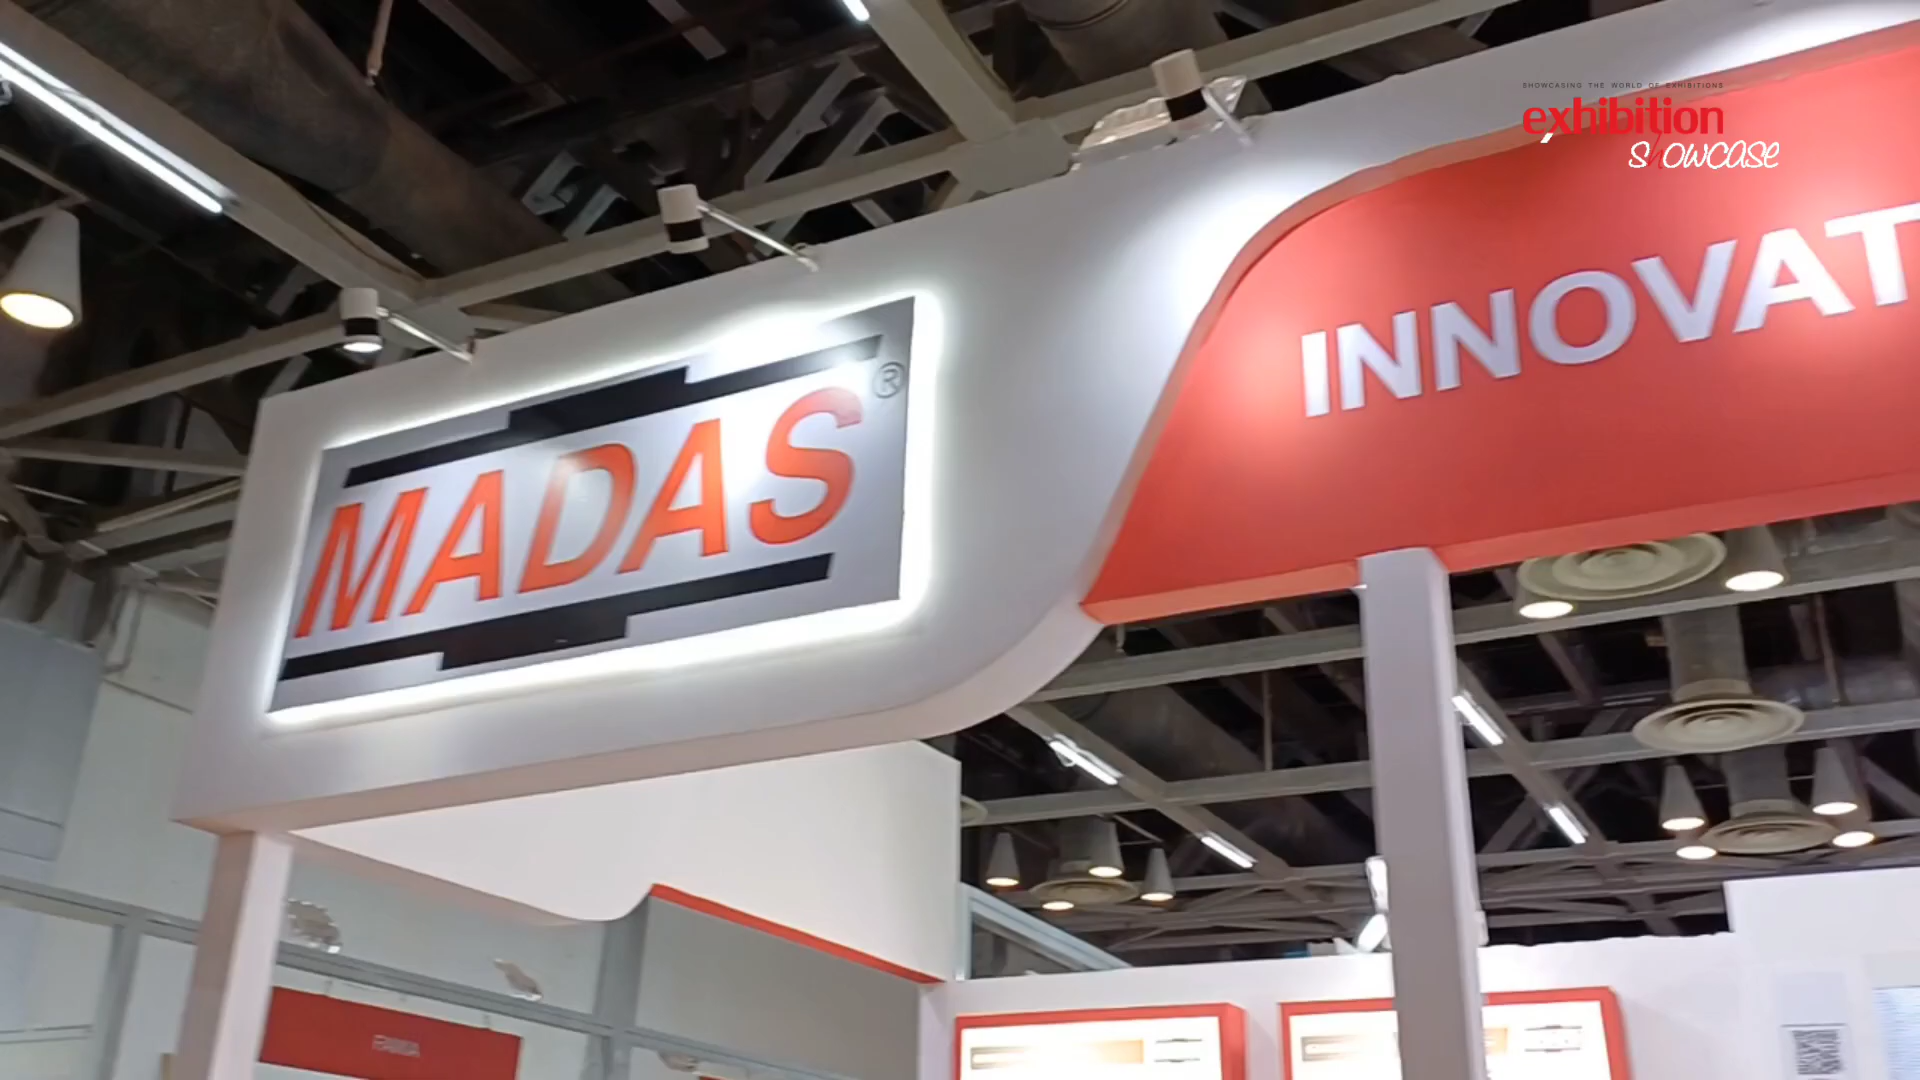 SHOWCASING THE WORLD OF EXHIBITIONS
exhibition
showcase
INNOVAT
MADAS®